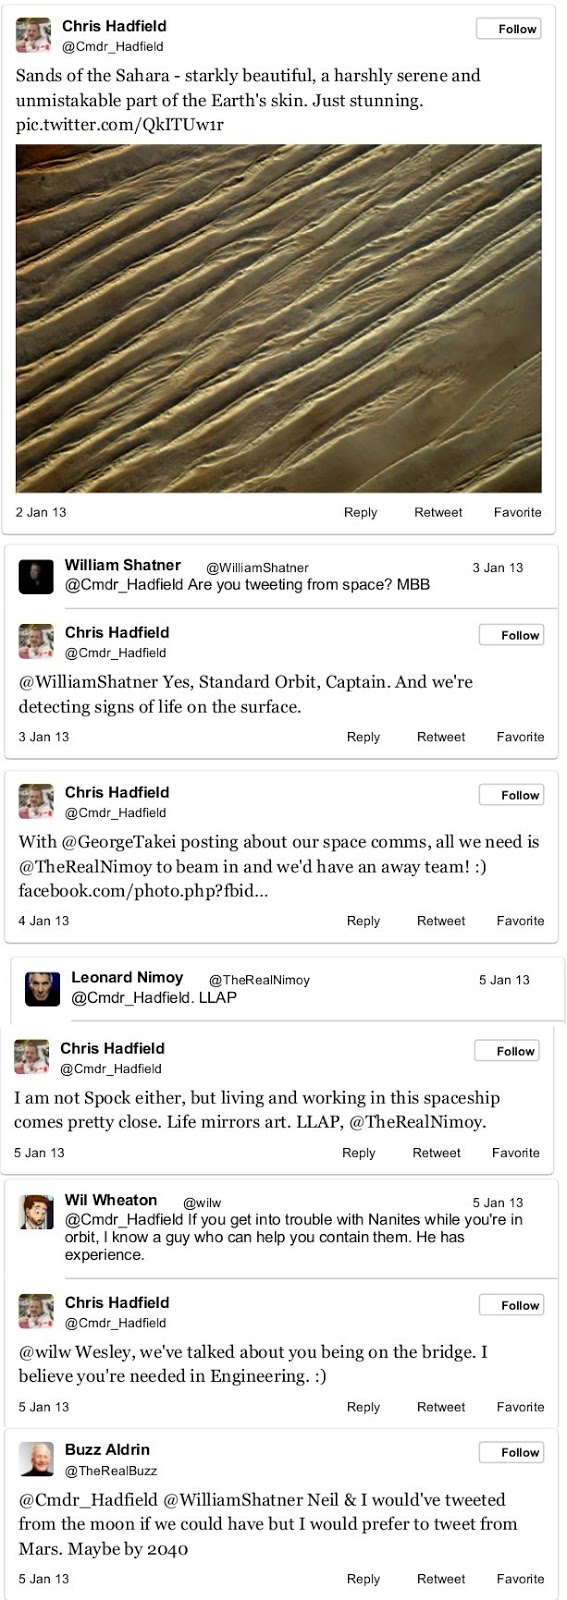 Chris Hadfield
Follow
@Cmdr_Hadfield
Sands of the Sahara - starkly beautiful, a harshly serene and
unmistakable part of the Earth's skin. Just stunning.
pic.twitter.com/QkITUw1r
2 Jan 13 Reply Retweet Favorite
William Shatner @WilliamShatner 3 Jan 13
@Cmdr_Hadfield Are you tweeting from space? MBB
Chris Hadfield
Follow
@Cmdr_Hadfield
@WilliamShatner Yes, Standard Orbit, Captain. And we're
detecting signs of life on the surface.
3 Jan 13 Reply Retweet Favorite
Chris Hadfield
Follow
@Cmdr_Hadfield
With @GeorgeTakei posting about our space comms, all we need is
@TheRealNimoy to beam in and we'd have an away team! :)
facebook.com/photo.php?fbid...
4 Jan 13 Reply Retweet Favorite
Leonard Nimoy @TheRealNimoy 5 Jan 13
@Cmdr_Hadfield. LLAP
Chris Hadfield
Follow
@Cmdr_Hadfield
I am not Spock either, but living and working in this spaceship
comes pretty close. Life mirrors art. LLAP, @TheRealNimoy.
5 Jan 13 Reply Retweet Favorite
Wil Wheaton @wilw 5 Jan 13
@Cmdr_Hadfield If you get into trouble with Nanites while you're in
orbit, I know a guy who can help you contain them. He has
experience.
Chris Hadfield
Follow
@Cmdr_Hadfield
@wilw Wesley, we've talked about you being on the bridge. I
believe you're needed in Engineering. :)
5 Jan 13 Reply Retweet Favorite
Buzz Aldrin
Follow
@TheRealBuzz
@Cmdr_Hadfield @WilliamShatner Neil & I would've tweeted
from the moon if we could have but I would prefer to tweet from
Mars. Maybe by 2040
5 Jan 13 Reply Retweet Favorite